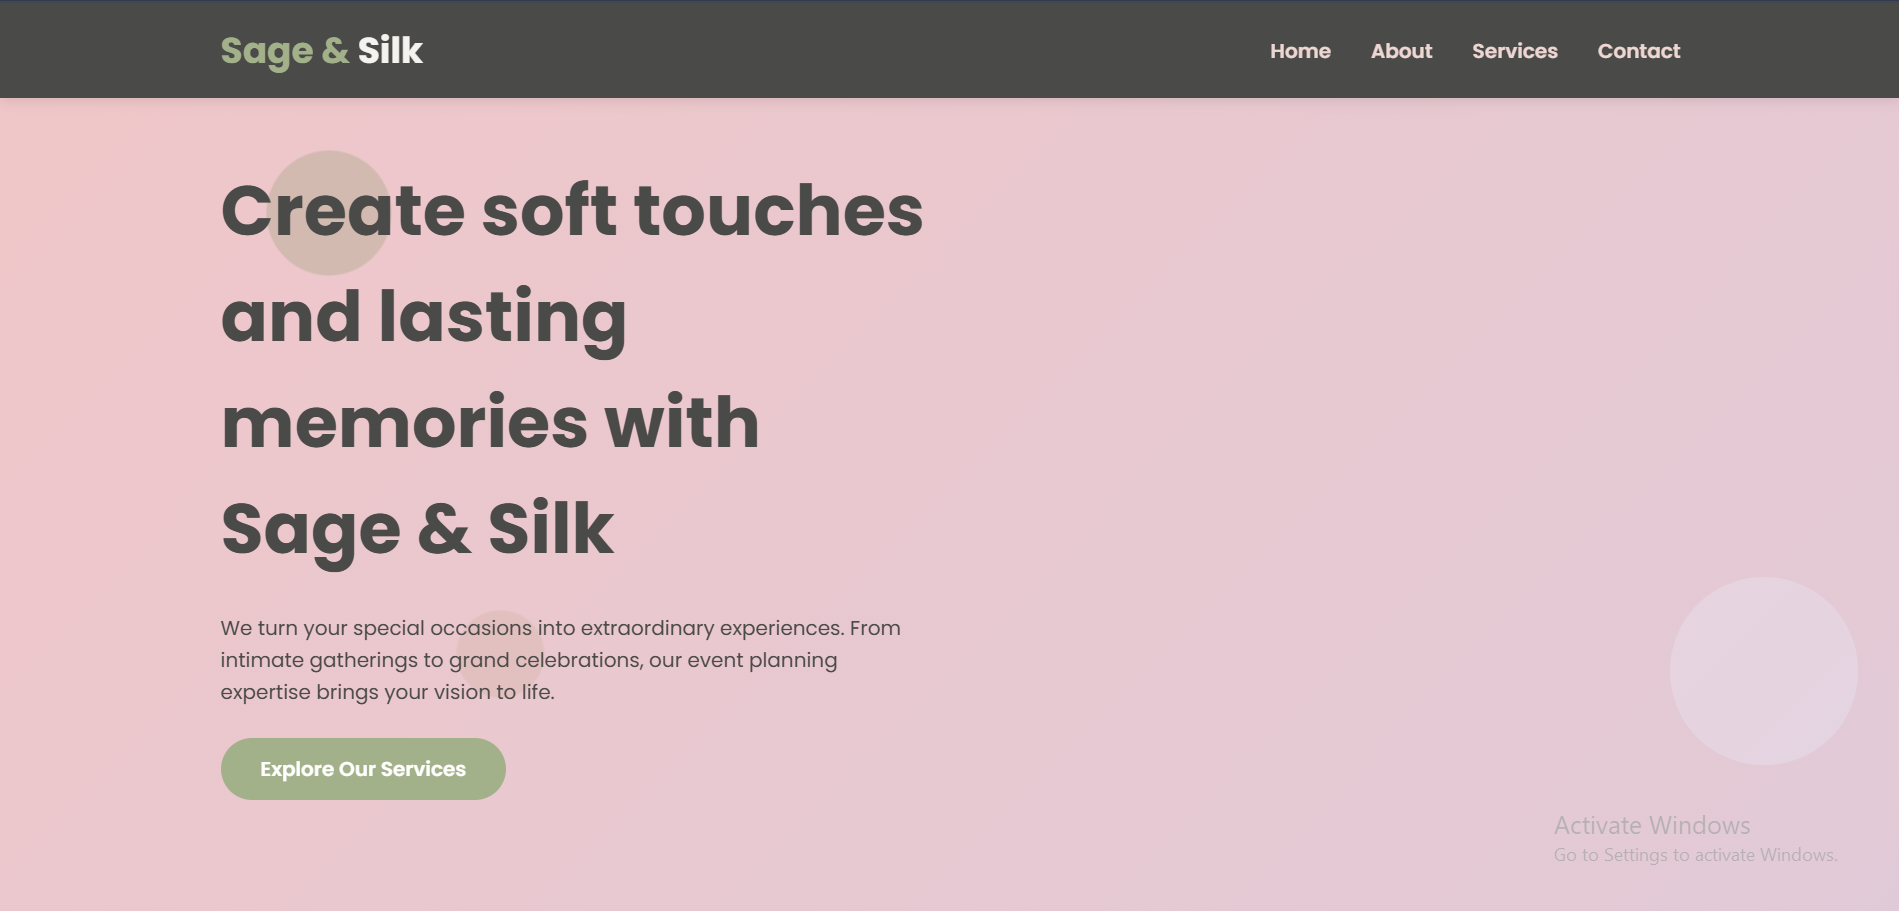 Sage & Silk
Home About Services Contact
Create soft touches
and lasting
memories with
Sage & Silk
We turn your special occasions into extraordinary experiences. From
intimate gatherings to grand celebrations, our event planning
expertise brings your vision to life.
Explore Our Services
Activate Windows
Go to Settings to activate Windows.